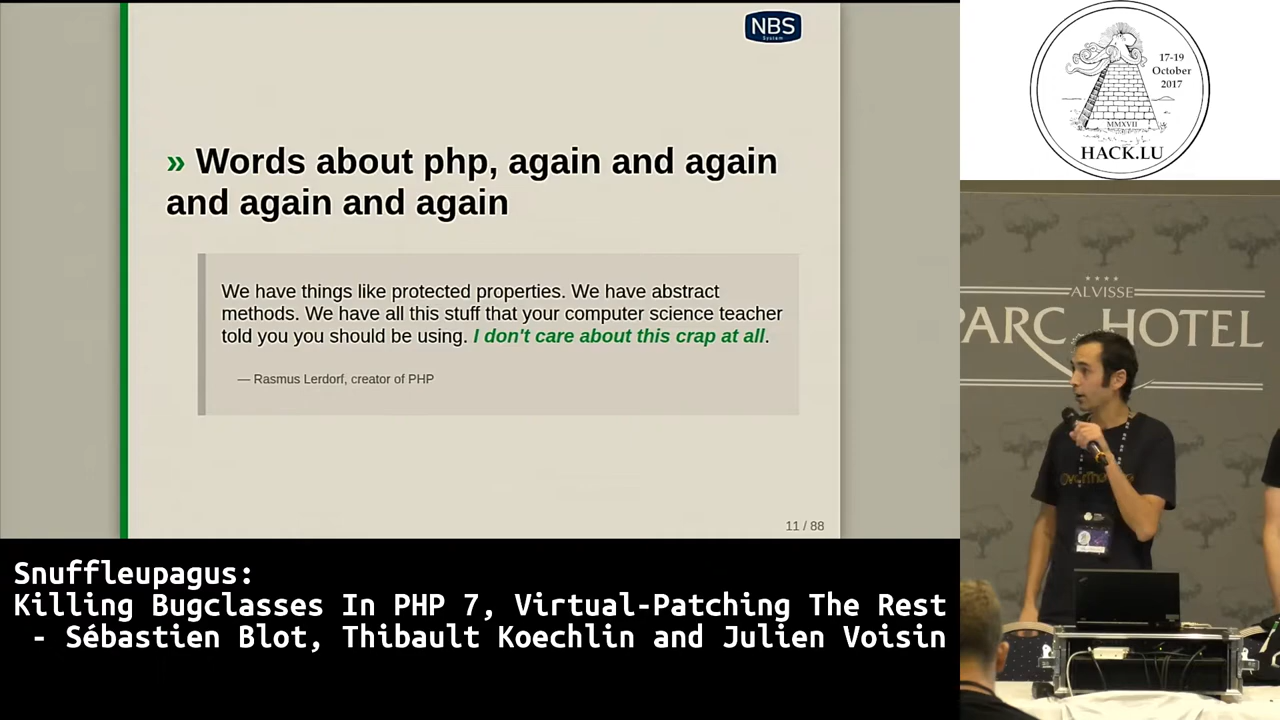 NBS
System
» Words about php, again and again
and again and again
We have things like protected properties. We have abstract
methods. We have all this stuff that your computer science teacher
told you you should be using. I don't care about this crap at all.
— Rasmus Lerdorf, creator of PHP
11 / 88
Snuffleupagus:
Killing Bugclasses In PHP 7, Virtual-Patching The Rest
- Sébastien Blot, Thibault Koechlin and Julien Voisin
17-19
October
2017
MMXVII
HACK.LU
ALVISSE
PARC HOTEL